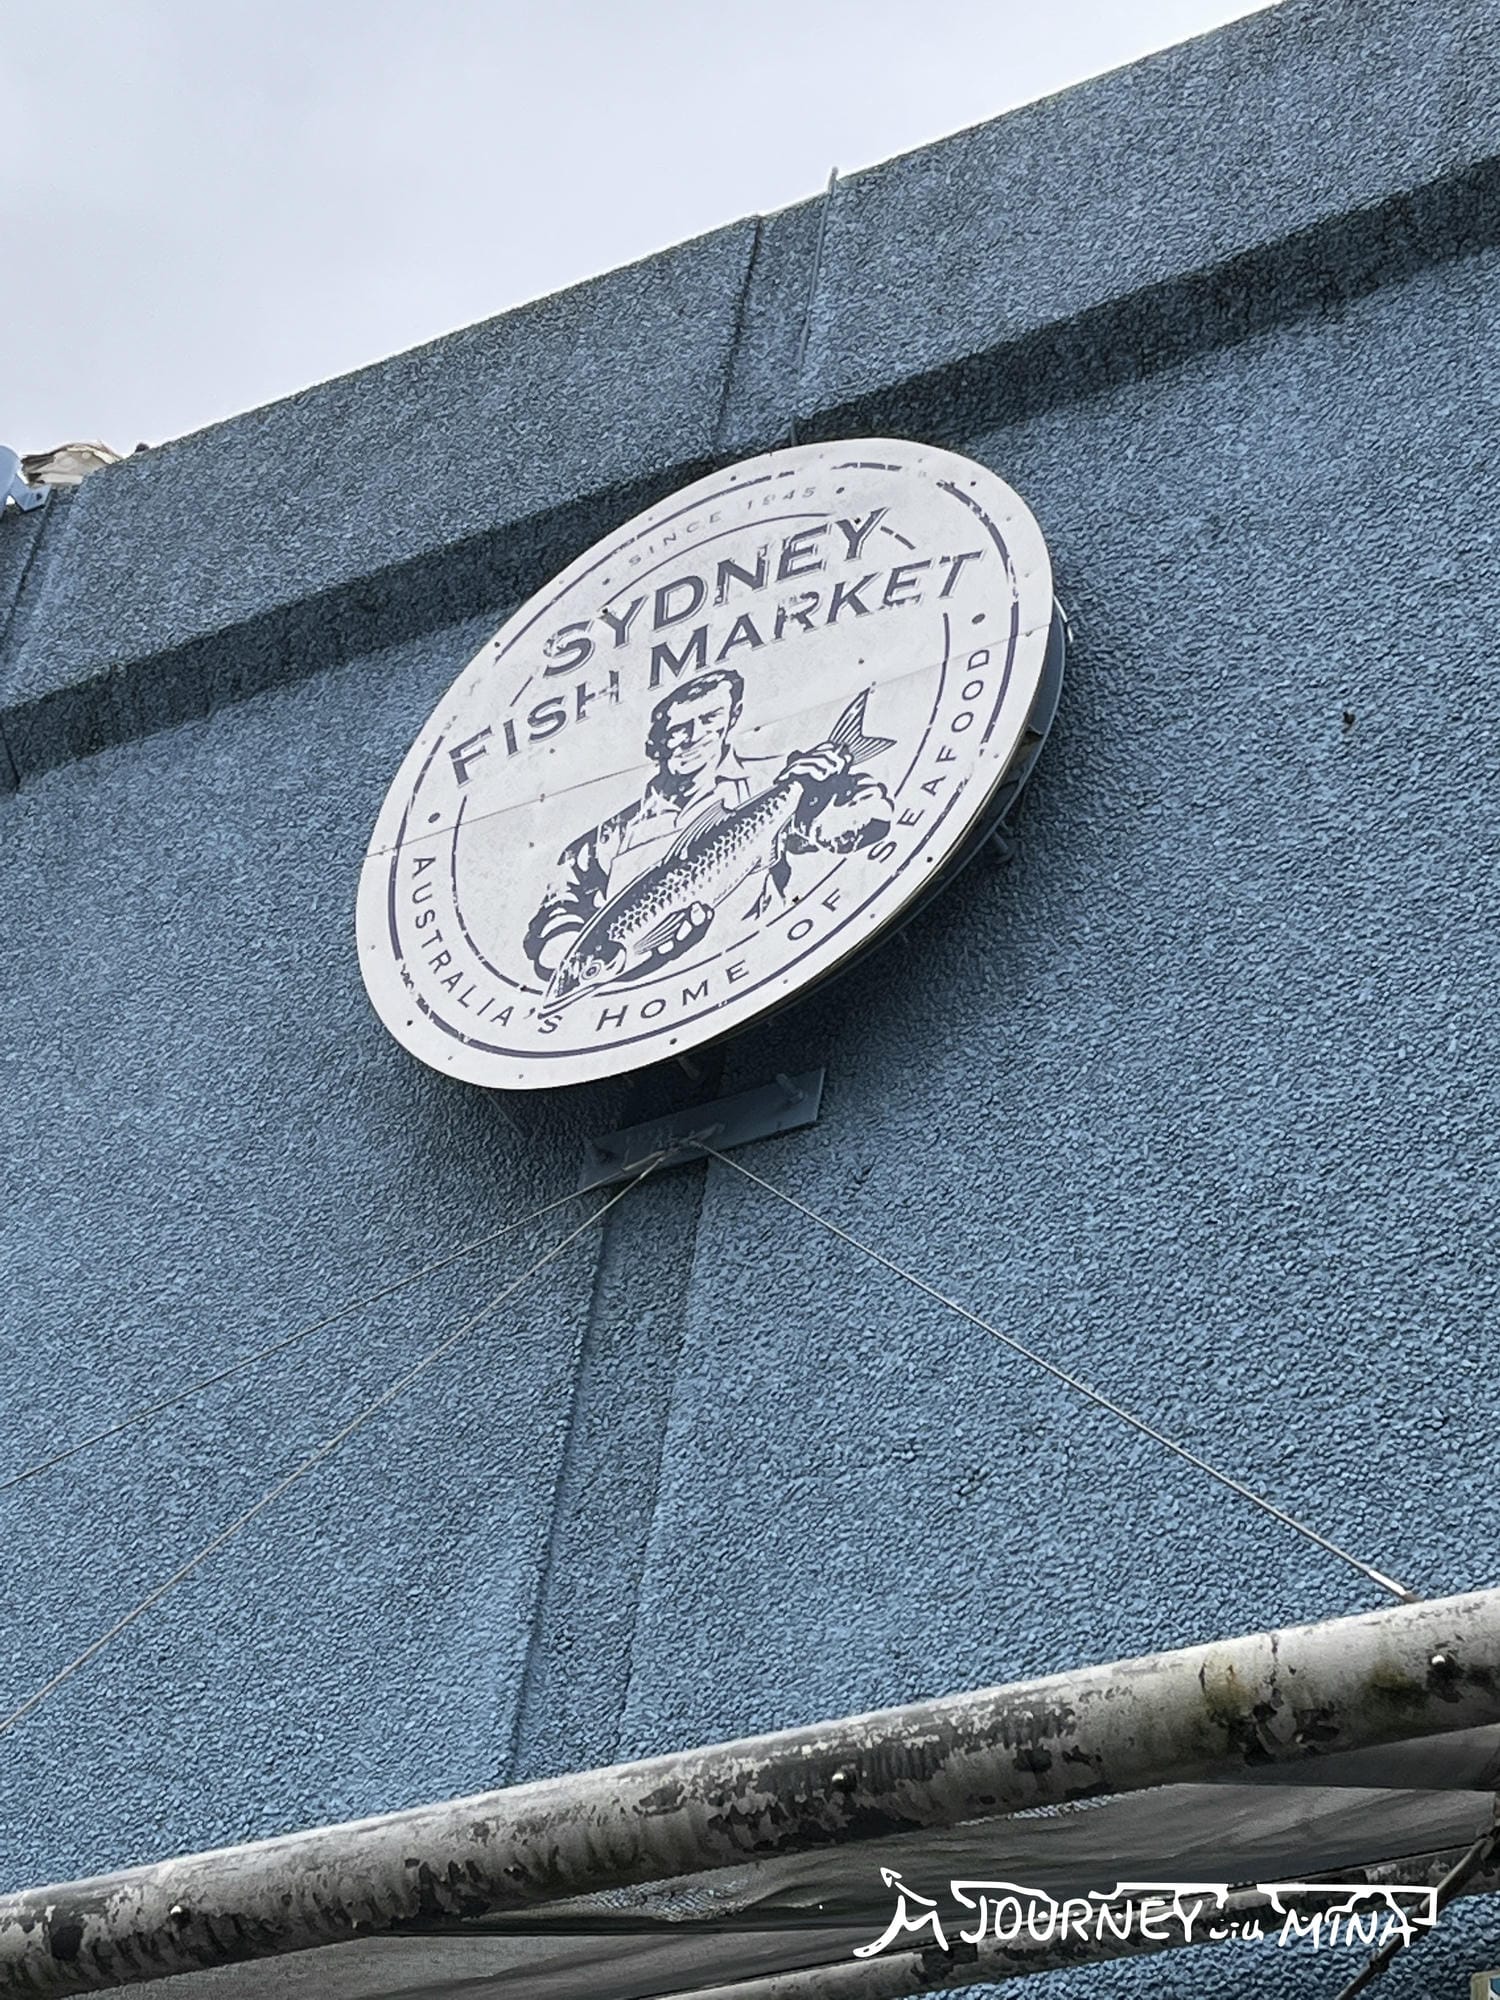 SINCE 1945
SYDNEY
FISH MARKET
AUSTRALIA'S HOME OF SEAFOOD
JOURNEY with MINA